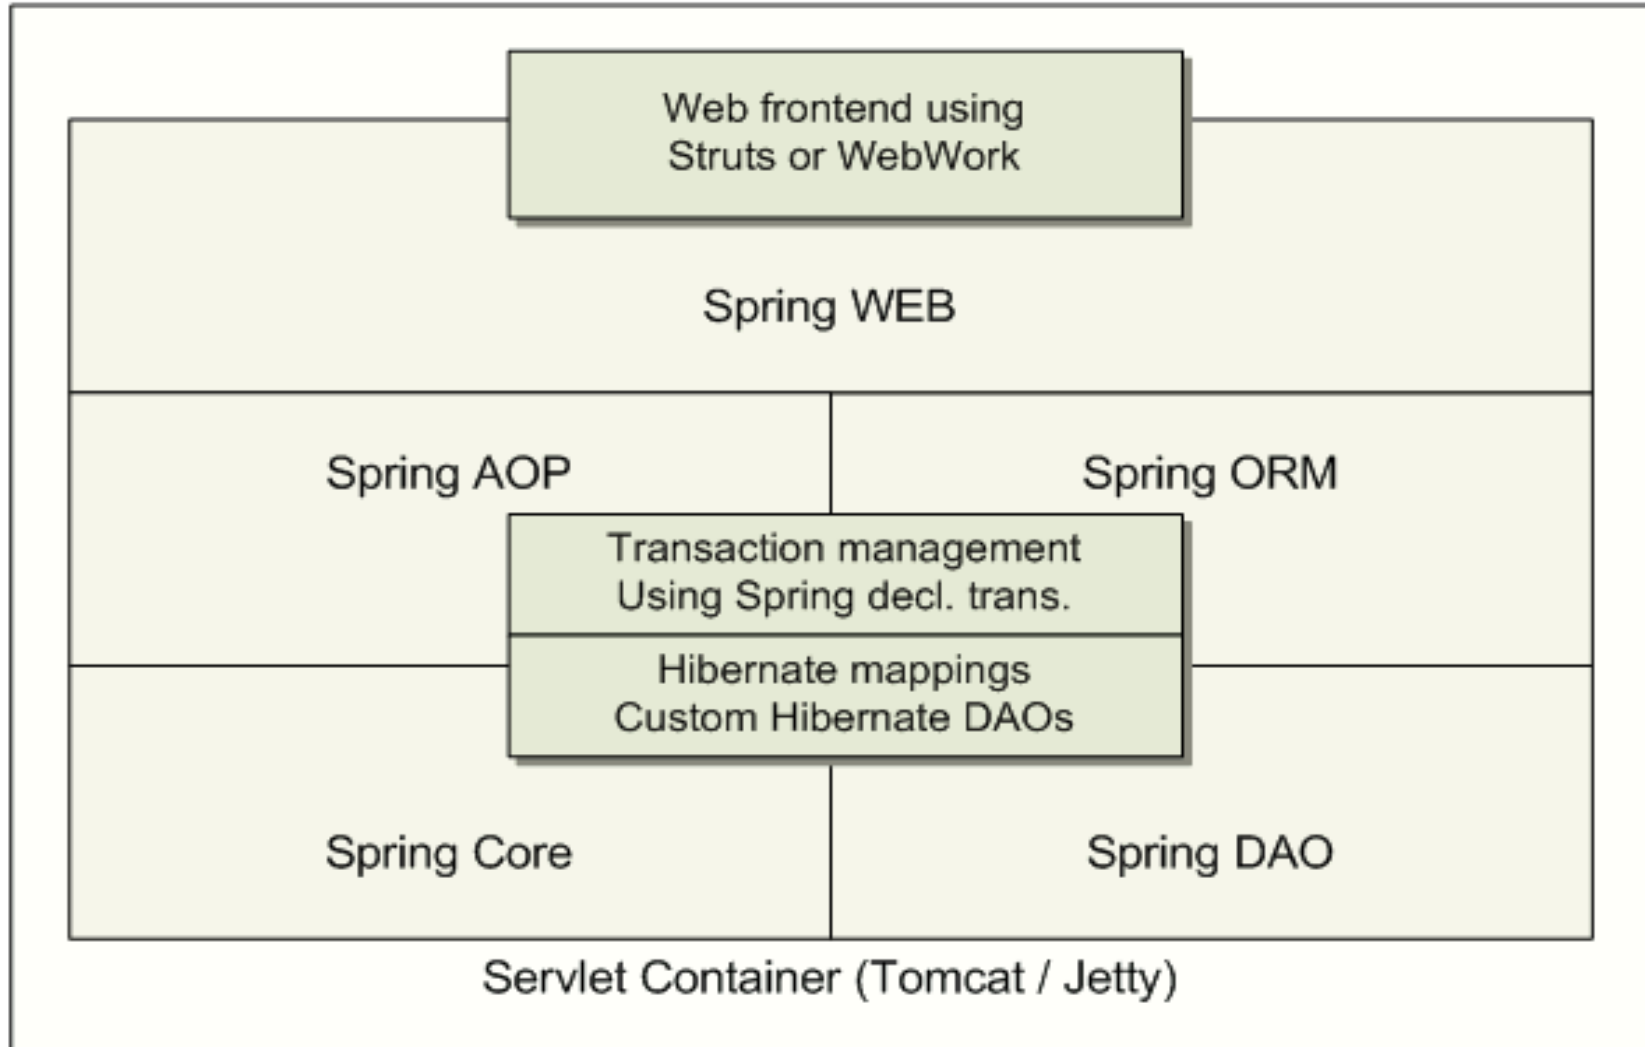 Web frontend using
Struts or WebWork
Spring WEB
Spring AOP
Spring ORM
Transaction management
Using Spring decl. trans.
Hibernate mappings
Custom Hibernate DAOs
Spring Core
Spring DAO
Servlet Container (Tomcat / Jetty)